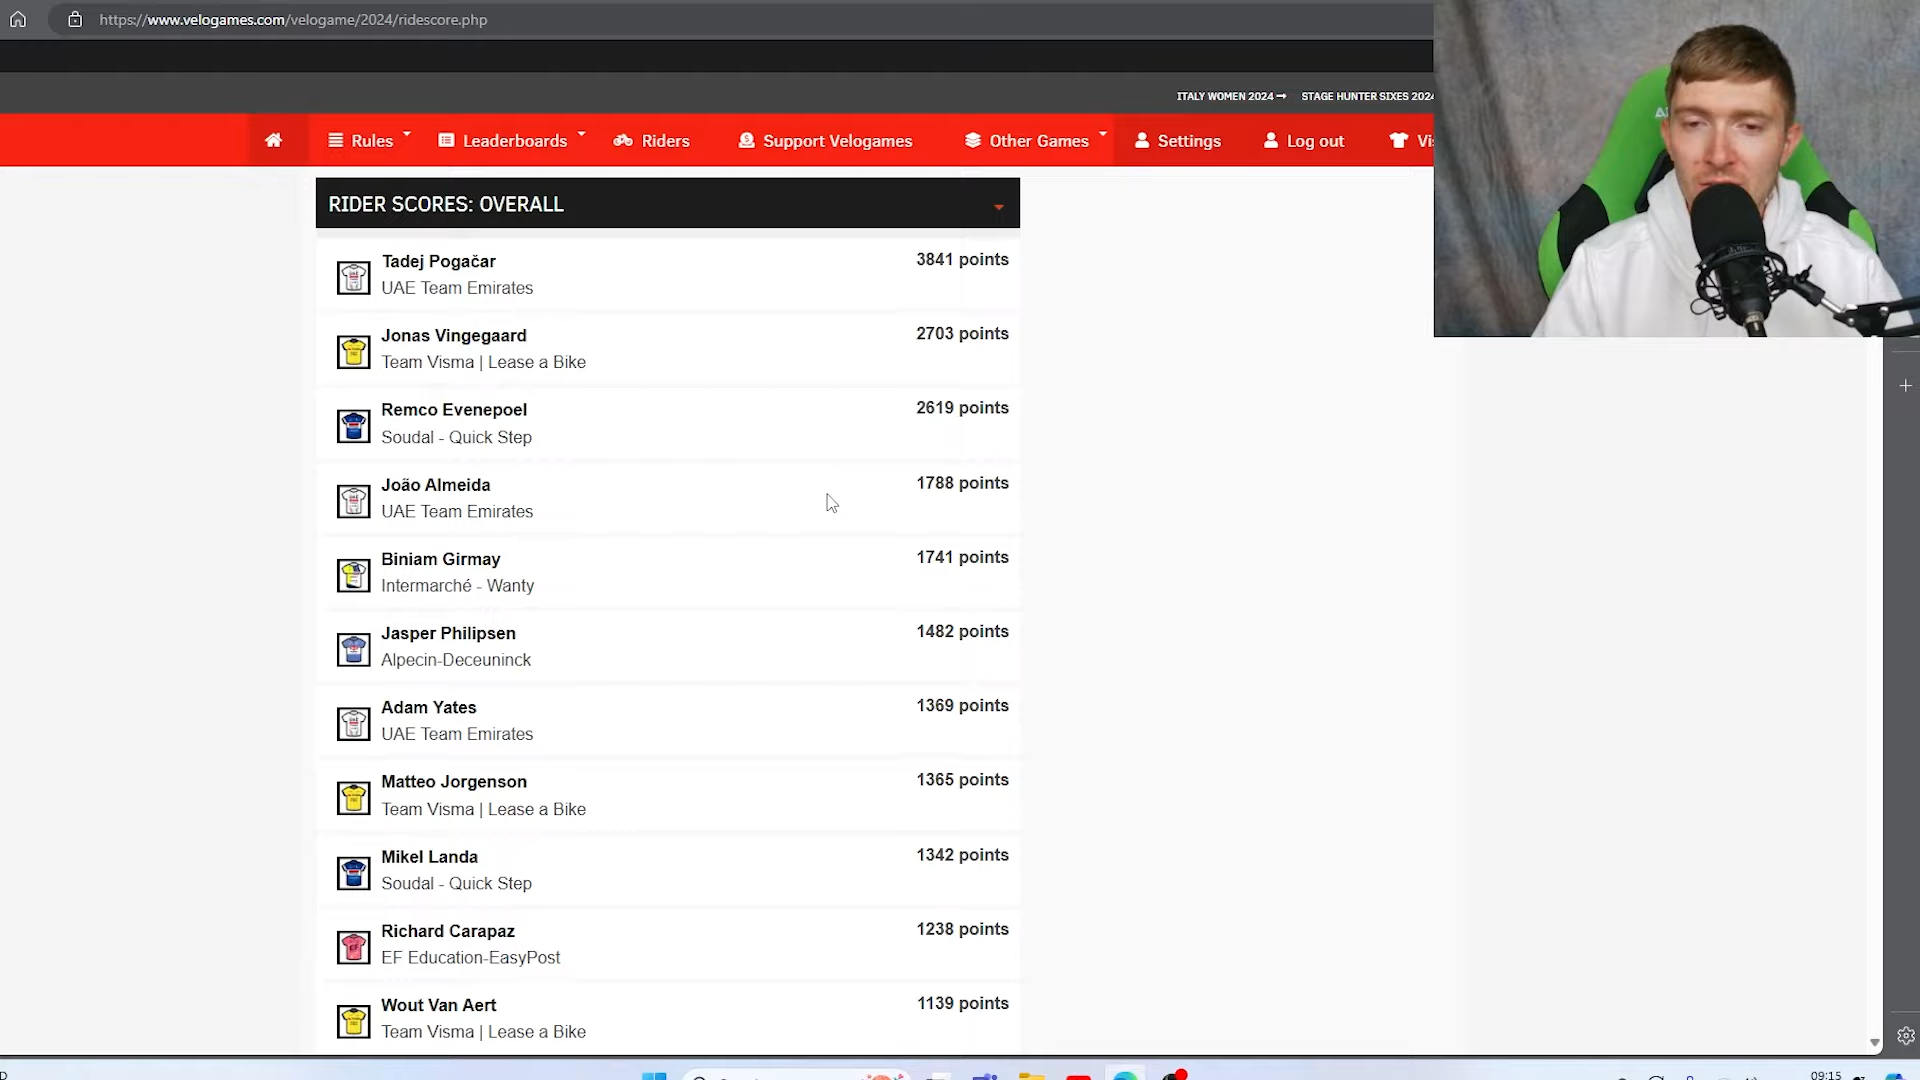 https://www.velogames.com/velogame/2024/ridescore.php
ITALY WOMEN 2024 STAGE HUNTER SIXES 2024
Rules Leaderboards Riders Support Velogames Other Games Settings Log out
RIDER SCORES: OVERALL
Tadej Pogačar 3841 points
UAE Team Emirates
Jonas Vingegaard 2703 points
Team Visma | Lease a Bike
Remco Evenepoel 2619 points
Soudal - Quick Step
João Almeida 1788 points
UAE Team Emirates
Biniam Girmay 1741 points
Intermarché - Wanty
Jasper Philipsen 1482 points
Alpecin-Deceuninck
Adam Yates 1369 points
UAE Team Emirates
Matteo Jorgenson 1365 points
Team Visma | Lease a Bike
Mikel Landa 1342 points
Soudal - Quick Step
Richard Carapaz 1238 points
EF Education-EasyPost
Wout Van Aert 1139 points
Team Visma | Lease a Bike
09:15